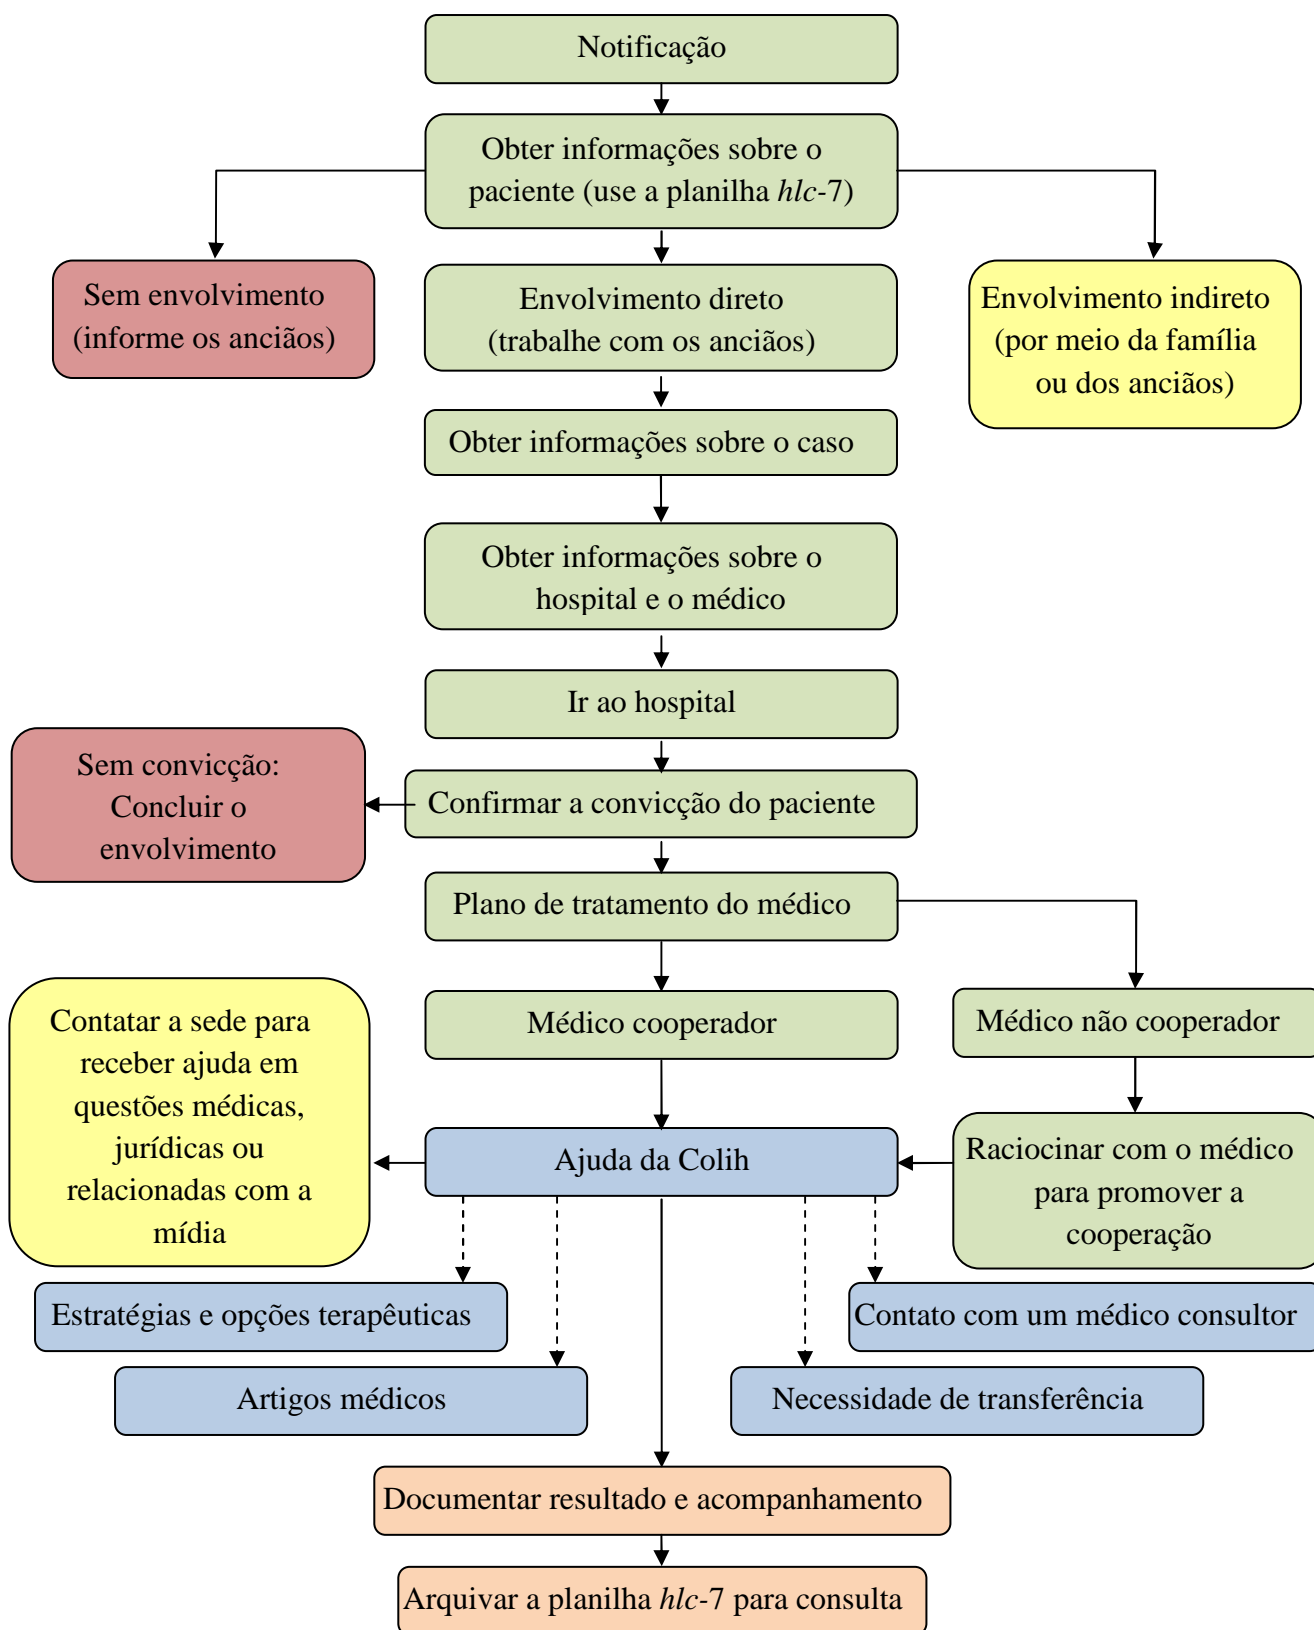 Notificação
Obter informações sobre o
paciente (use a planilha hlc-7)
Sem envolvimento
(informe os anciãos)
Envolvimento direto
(trabalhe com os anciãos)
Envolvimento indireto
(por meio da família
ou dos anciãos)
Obter informações sobre o caso
Obter informações sobre o
hospital e o médico
Ir ao hospital
Sem convicção:
Concluir o
envolvimento
Confirmar a convicção do paciente
Plano de tratamento do médico
Médico cooperador
Médico não cooperador
Contatar a sede para
receber ajuda em
questões médicas,
jurídicas ou
relacionadas com a
mídia
Ajuda da Colih
Raciocinar com o médico
para promover a
cooperação
Estratégias e opções terapêuticas
Contato com um médico consultor
Artigos médicos
Necessidade de transferência
Documentar resultado e acompanhamento
Arquivar a planilha hlc-7 para consulta